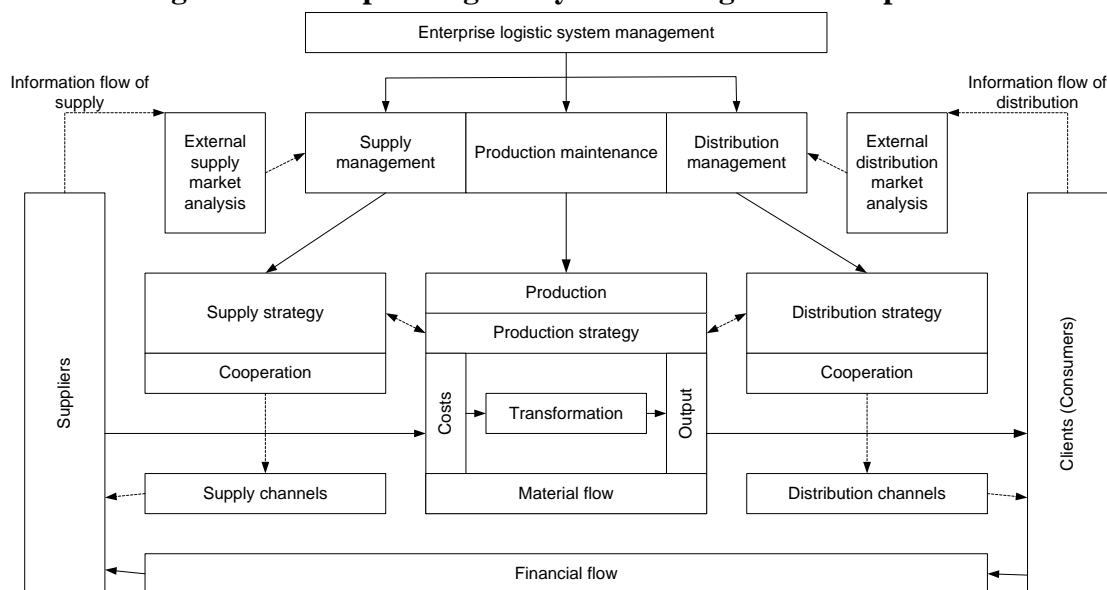 Enterprise logistic system management
Information flow of
supply
Information flow of
distribution
External
supply
market
analysis
Supply
management
Production maintenance
Distribution
management
External
distribution
market
analysis
Suppliers
Supply strategy
Cooperation
Supply channels
Production
Production strategy
Costs
Transformation
Output
Material flow
Distribution strategy
Cooperation
Distribution channels
Clients (Consumers)
Financial flow